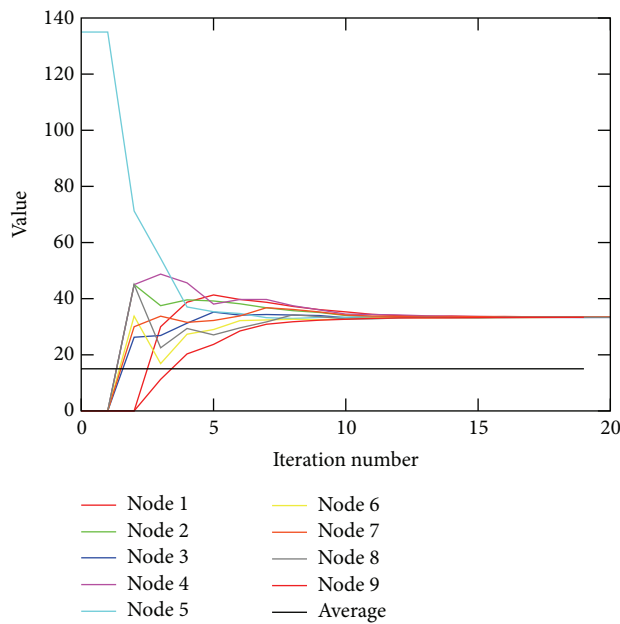 140
120
100
80
60
40
20
0
Value
0 5 10 15 20
Iteration number
Node 1
Node 2
Node 3
Node 4
Node 5
Node 6
Node 7
Node 8
Node 9
Average